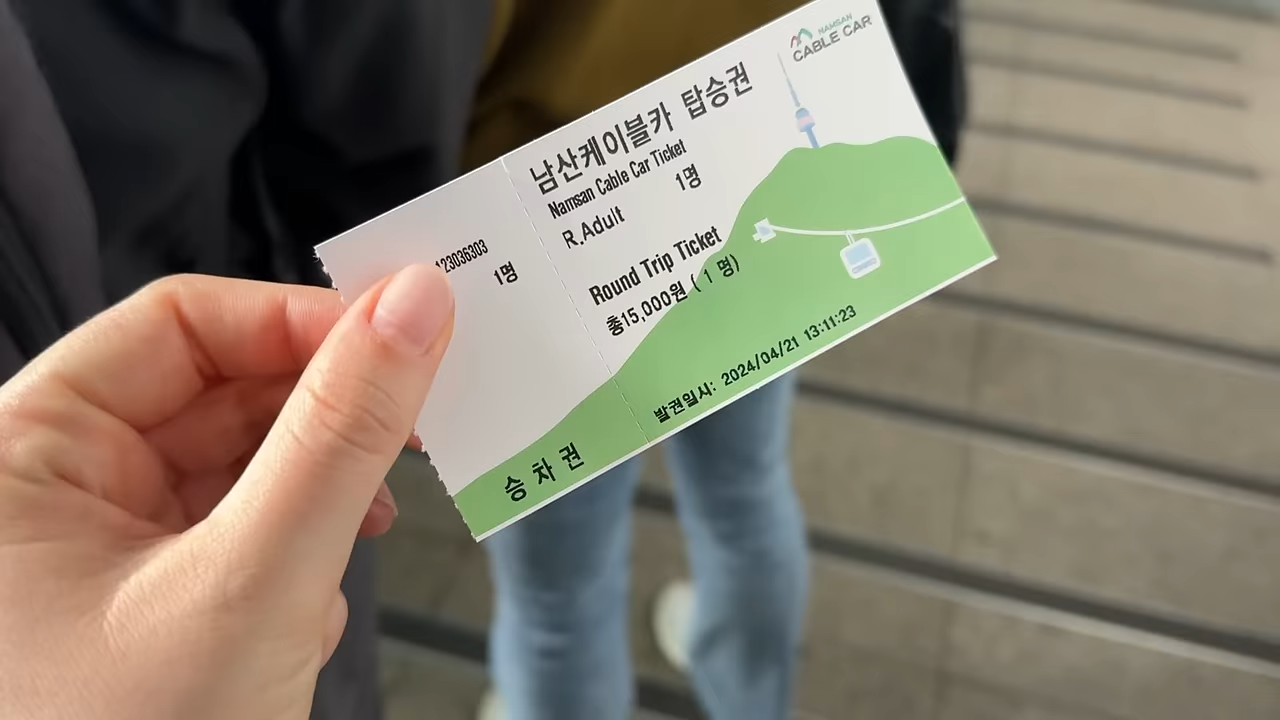 NAMSAN
CABLE CAR
남산케이블카 탑승권
Namsan Cable Car Ticket
R.Adult 1명
Round Trip Ticket
총15,000원 ( 1 명)
발권일시: 2024/04/21 13:11:23
123036303
1명
승차권